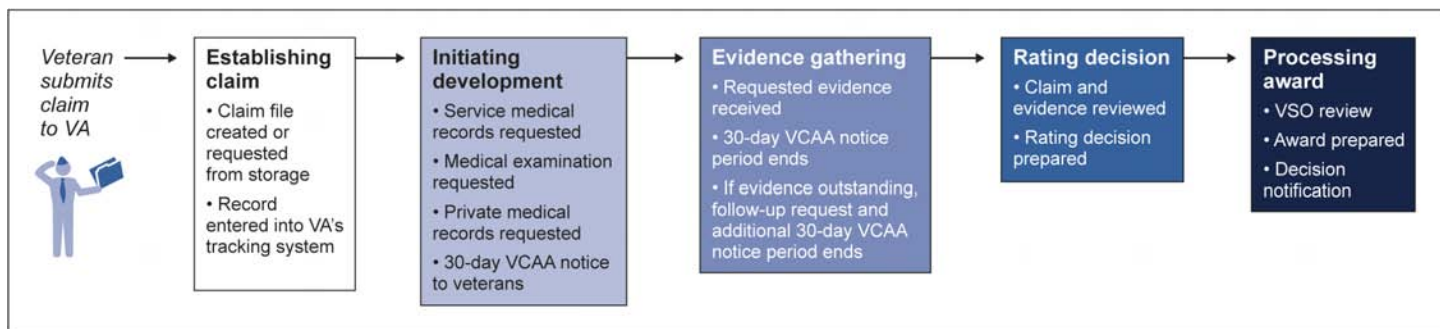 Veteran
submits
claim
to VA
Establishing
claim
• Claim file
created or
requested
from storage
• Record
entered into VA's
tracking system
Initiating
development
• Service medical
records requested
• Medical examination
requested
• Private medical
records requested
• 30-day VCAA notice
to veterans
Evidence gathering
• Requested evidence
received
• 30-day VCAA notice
period ends
• If evidence outstanding,
follow-up request and
additional 30-day VCAA
notice period ends
Rating decision
• Claim and
evidence reviewed
• Rating decision
prepared
Processing
award
• VSO review
• Award prepared
• Decision
notification